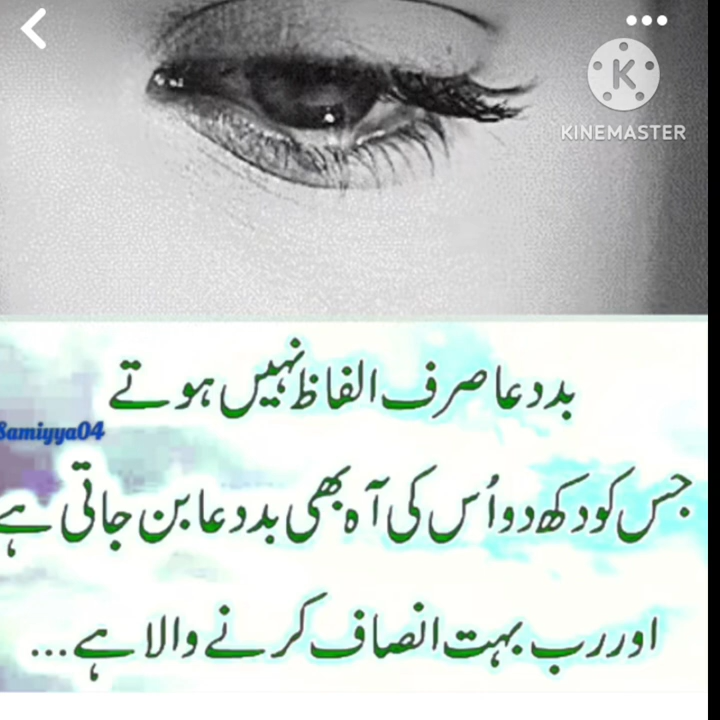 KINEMASTER
بددعا صرف الفاظ نہیں ہوتے
Samiyya04
جس کو دکھ دو اُس کی آہ بھی بددعا بن جاتی ہے
اور رب بہت انصاف کرنے والا ہے...